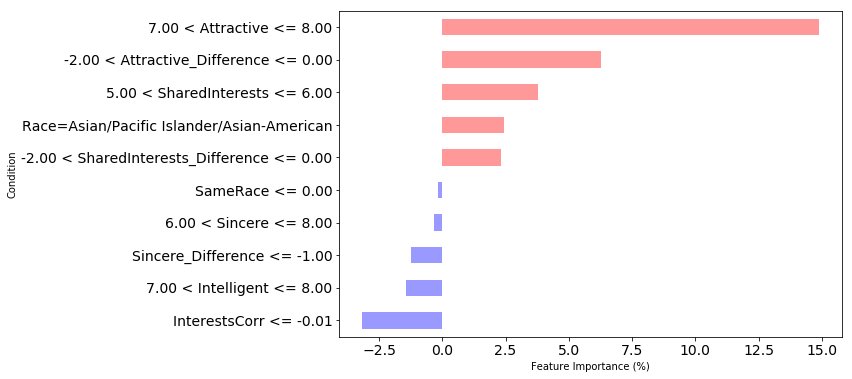 7.00 < Attractive <= 8.00
-2.00 < Attractive_Difference <= 0.00
5.00 < SharedInterests <= 6.00
Race=Asian/Pacific Islander/Asian-American
-2.00 < SharedInterests_Difference <= 0.00
SameRace <= 0.00
6.00 < Sincere <= 8.00
Sincere_Difference <= -1.00
7.00 < Intelligent <= 8.00
InterestsCorr <= -0.01
Condition
−2.5 0.0 2.5 5.0 7.5 10.0 12.5 15.0
Feature Importance (%)